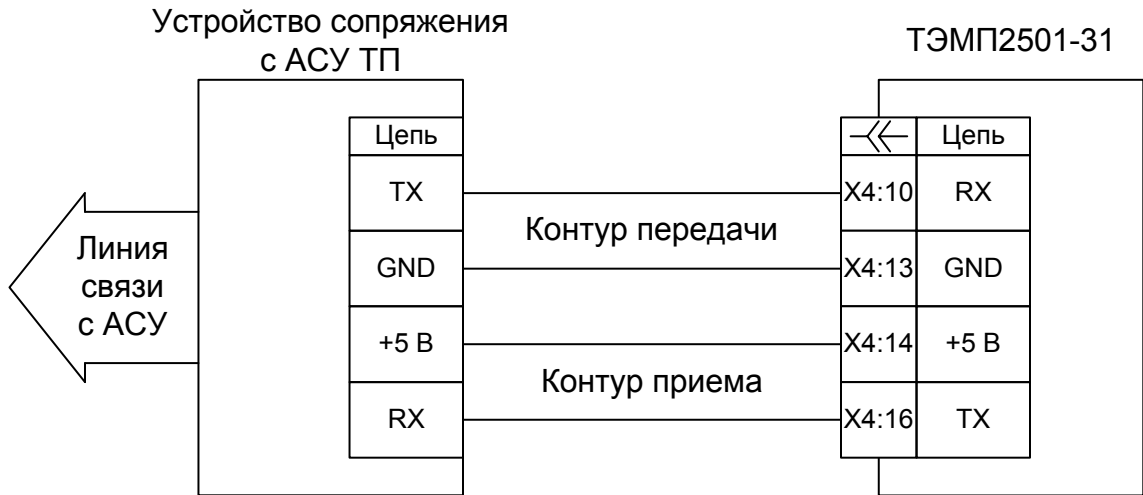 Устройство сопряжения
с АСУ ТП
ТЭМП2501-31
Цепь
Цепь
TX
X4:10
RX
Контур передачи
GND
X4:13
GND
Линия
связи
с АСУ
+5 В
X4:14
+5 В
Контур приема
RX
X4:16
TX